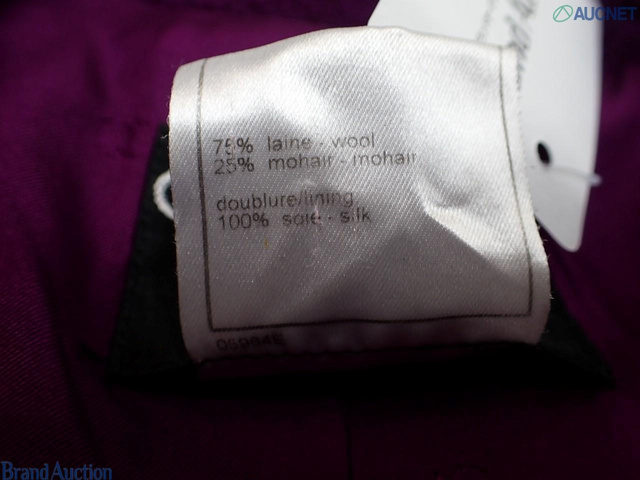 AUCNET
75% laine - wool
25% mohair - mohair
doublure/lining
100% soie - silk
Brand Auction